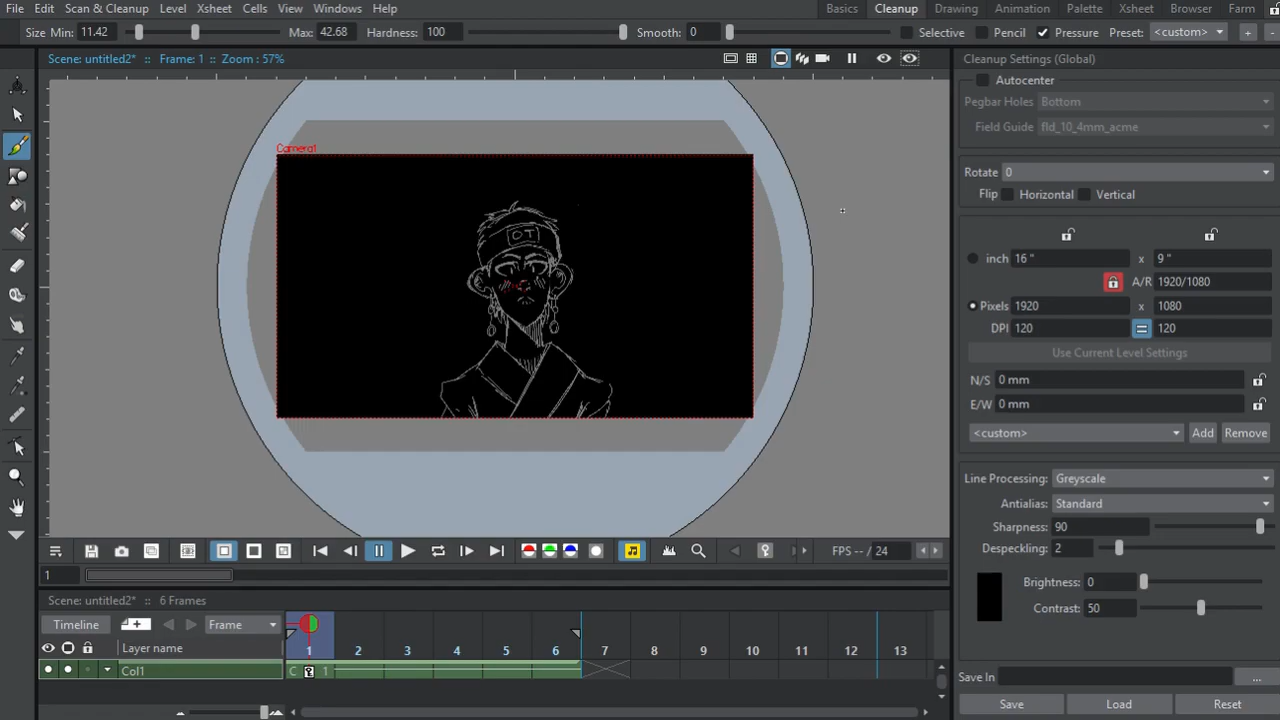 File Edit Scan & Cleanup Level Xsheet Cells View Windows Help Basics Cleanup Drawing Animation Palette Xsheet Browser Farm
Size Min: 11.42 Max: 42.68 Hardness: 100 Smooth: 0 Selective Pencil Pressure Preset: <custom> + -
Scene: untitled2* :: Frame: 1 :: Zoom : 57%
Cleanup Settings (Global)
Autocenter
Pegbar Holes Bottom
Field Guide fld_10_4mm_acme
Camera1
Rotate 0
Flip Horizontal Vertical
OT
inch 16 " x 9 "
A/R 1920/1080
Pixels 1920 x 1080
DPI 120 = 120
Use Current Level Settings
N/S 0 mm
E/W 0 mm
<custom> Add Remove
Line Processing: Greyscale
Antialias: Standard
Sharpness: 90
Despeckling: 2
FPS -- / 24
1
Brightness: 0
Contrast: 50
Scene: untitled2* :: 6 Frames
Timeline + Frame
1 2 3 4 5 6 7 8 9 10 11 12 13
Layer name
Col1 C 1
Save In ...
Save Load Reset